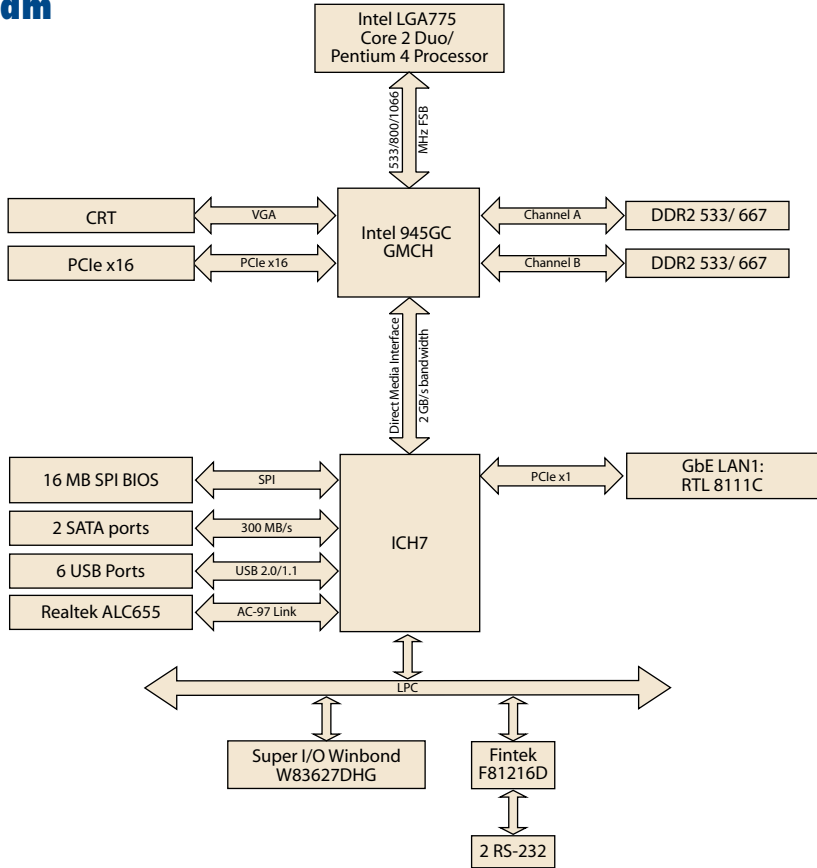 Intel LGA775
Core 2 Duo/
Pentium 4 Processor
533/800/1066
MHz FSB
CRT
VGA
Intel 945GC
GMCH
Channel A
DDR2 533/ 667
PCIe x16
PCIe x16
Channel B
DDR2 533/ 667
Direct Media Interface
2 GB/s bandwidth
16 MB SPI BIOS
SPI
ICH7
PCIe x1
GbE LAN1:
RTL 8111C
2 SATA ports
300 MB/s
6 USB Ports
USB 2.0/1.1
Realtek ALC655
AC-97 Link
LPC
Super I/O Winbond
W83627DHG
Fintek
F81216D
2 RS-232